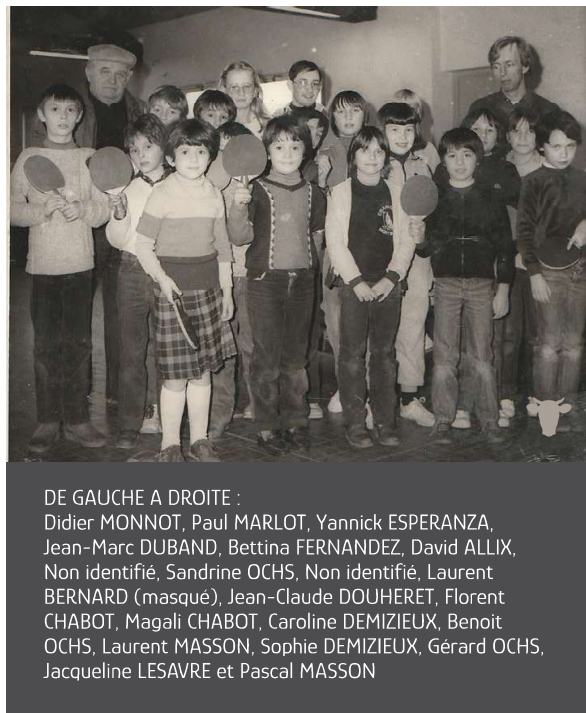 DE GAUCHE A DROITE :
Didier MONNOT, Paul MARLOT, Yannick ESPERANZA,
Jean-Marc DUBAND, Bettina FERNANDEZ, David ALLIX,
Non identifié, Sandrine OCHS, Non identifié, Laurent
BERNARD (masqué), Jean-Claude DOUHERET, Florent
CHABOT, Magali CHABOT, Caroline DEMIZIEUX, Benoit
OCHS, Laurent MASSON, Sophie DEMIZIEUX, Gérard OCHS,
Jacqueline LESAVRE et Pascal MASSON